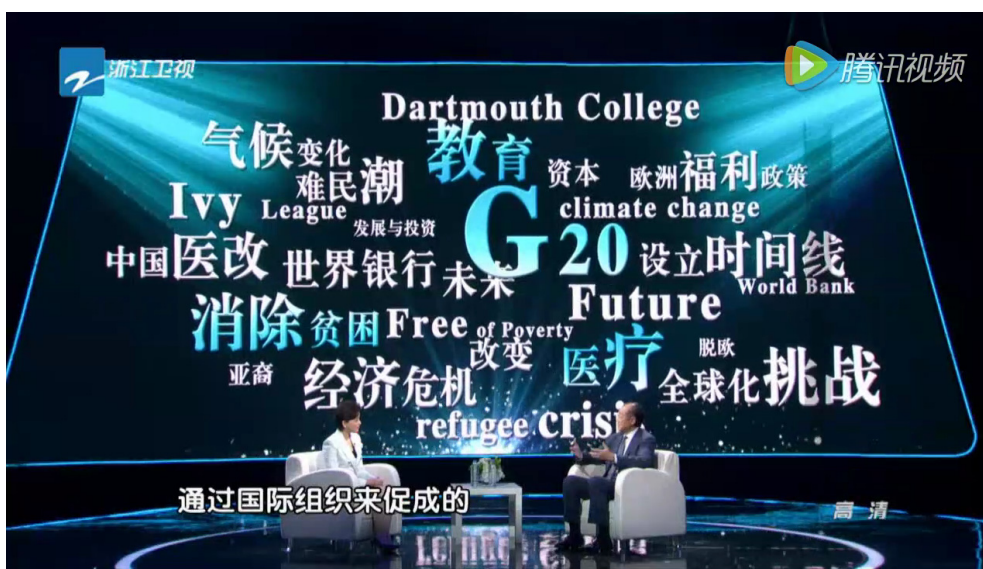 浙江卫视
腾讯视频
Dartmouth College
气候变化
教育
难民潮
资本
欧洲福利政策
Ivy League
发展与投资
G20
climate change
中国医改
世界银行
未来
设立时间线
World Bank
消除贫困
Free of Poverty
Future
改变
医疗
脱欧
亚裔
经济危机
全球化挑战
refugee crisi
通过国际组织来促成的
高清